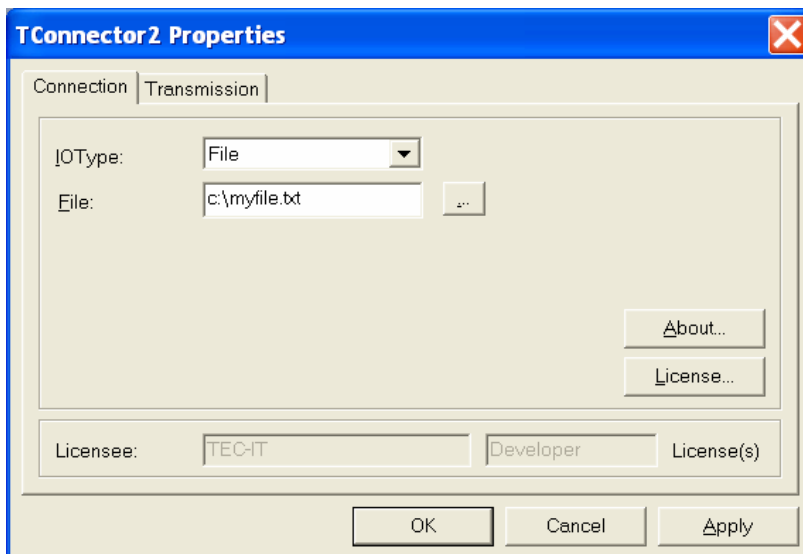 TConnector2 Properties
Connection Transmission
IOType: File
File: c:\myfile.txt ...
About...
License...
Licensee: TEC-IT Developer License(s)
OK Cancel Apply